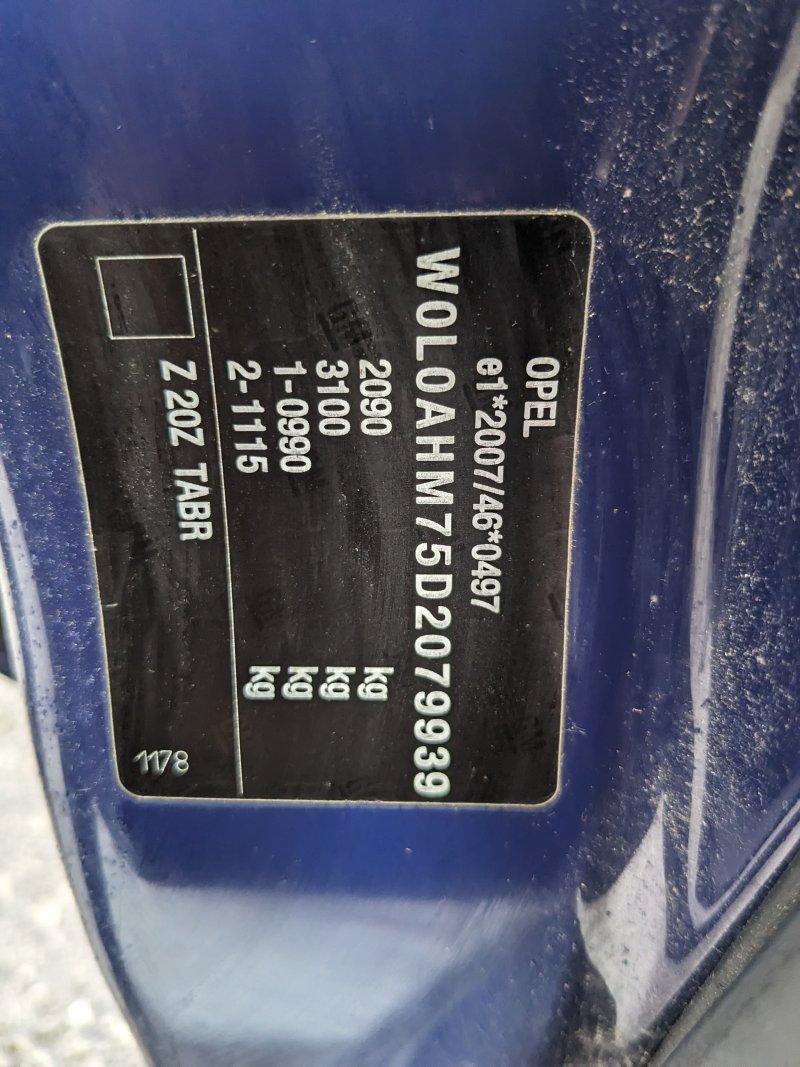 OPEL
e1*2007/46*0497
W0L0AHM75D2079939
2090 kg
3100 kg
1-0990 kg
2-1115 kg
Z 20Z TABR
1178